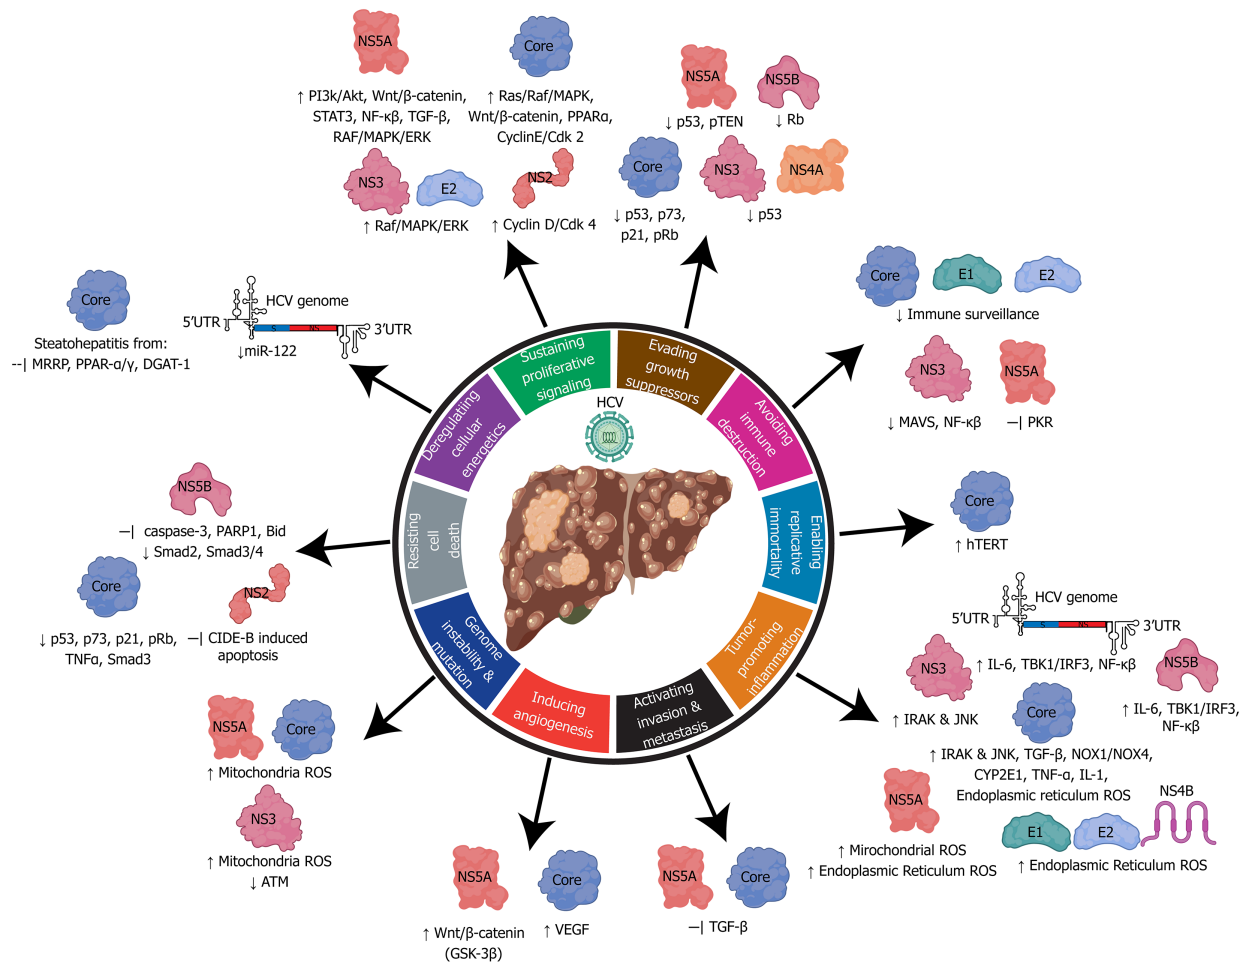 NS5A
↑ PI3k/Akt, Wnt/β-catenin,
STAT3, NF-κβ, TGF-β,
RAF/MAPK/ERK
Core
↑ Ras/Raf/MAPK,
Wnt/β-catenin, PPARα,
CyclinE/Cdk 2
NS3
E2
↑ Raf/MAPK/ERK
NS2
↑ Cyclin D/Cdk 4
NS5A
↓ p53, pTEN
NS5B
↓ Rb
Core
↓ p53, p73,
p21, pRb
NS3
NS4A
↓ p53
Core
E1
E2
↓ Immune surveillance
NS3
↓ MAVS, NF-κβ
NS5A
—| PKR
Core
Steatohepatitis from:
--| MRRP, PPAR-α/γ, DGAT-1
HCV genome
5’UTR
S
NS
3’UTR
↓miR-122
Sustaining
proliferative
signaling
Evading
growth
suppressors
Avoiding
immune
destruction
Enabling
replicative
immortality
Tumor-
promoting
inflammation
Activating
invasion &
metastasis
Inducing
angiogenesis
Genome
instability &
mutation
Resisting
cell
death
Deregulatiing
cellular
energetics
HCV
NS5B
—| caspase-3, PARP1, Bid
↓ Smad2, Smad3/4
Core
↓ p53, p73, p21, pRb,
TNFα, Smad3
NS2
—| CIDE-B induced
apoptosis
Core
↑ hTERT
HCV genome
5’UTR
S
NS
3’UTR
↑ IL-6, TBK1/IRF3, NF-κβ
NS3
↑ IRAK & JNK
NS5B
↑ IL-6, TBK1/IRF3,
NF-κβ
Core
↑ IRAK & JNK, TGF-β, NOX1/NOX4,
CYP2E1, TNF-α, IL-1,
Endoplasmic reticulum ROS
NS5A
↑ Mirochondrial ROS
↑ Endoplasmic Reticulum ROS
E1
E2
NS4B
↑ Endoplasmic Reticulum ROS
NS5A
Core
↑ Mitochondria ROS
NS3
↑ Mitochondria ROS
↓ ATM
NS5A
↑ Wnt/β-catenin
(GSK-3β)
Core
↑ VEGF
NS5A
Core
—| TGF-β